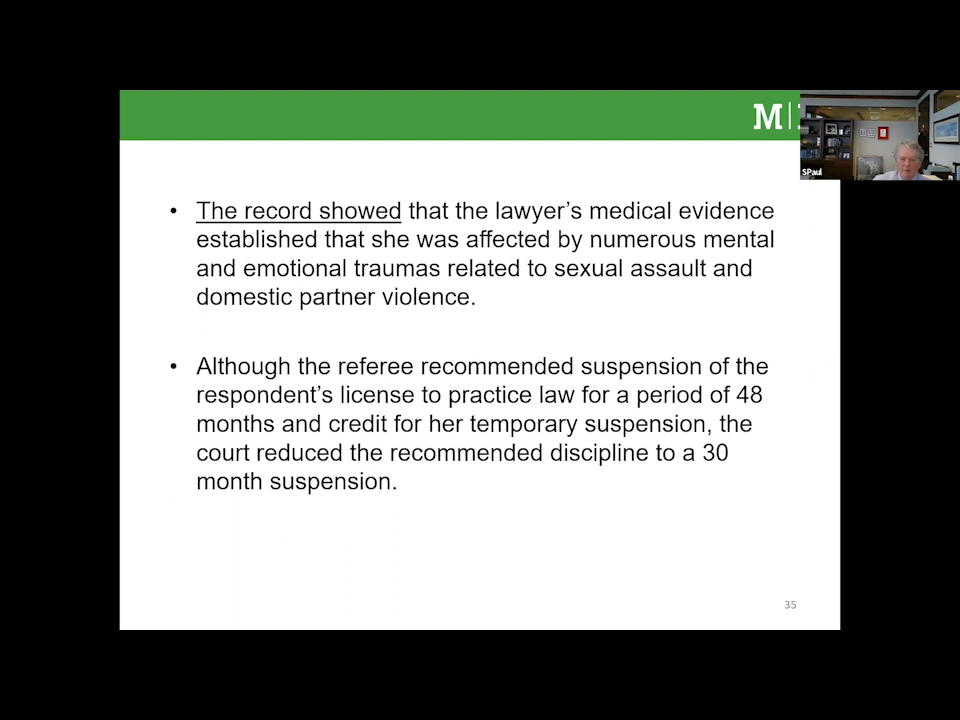 M
SPaul
• The record showed that the lawyer’s medical evidence
established that she was affected by numerous mental
and emotional traumas related to sexual assault and
domestic partner violence.
• Although the referee recommended suspension of the
respondent’s license to practice law for a period of 48
months and credit for her temporary suspension, the
court reduced the recommended discipline to a 30
month suspension.
35